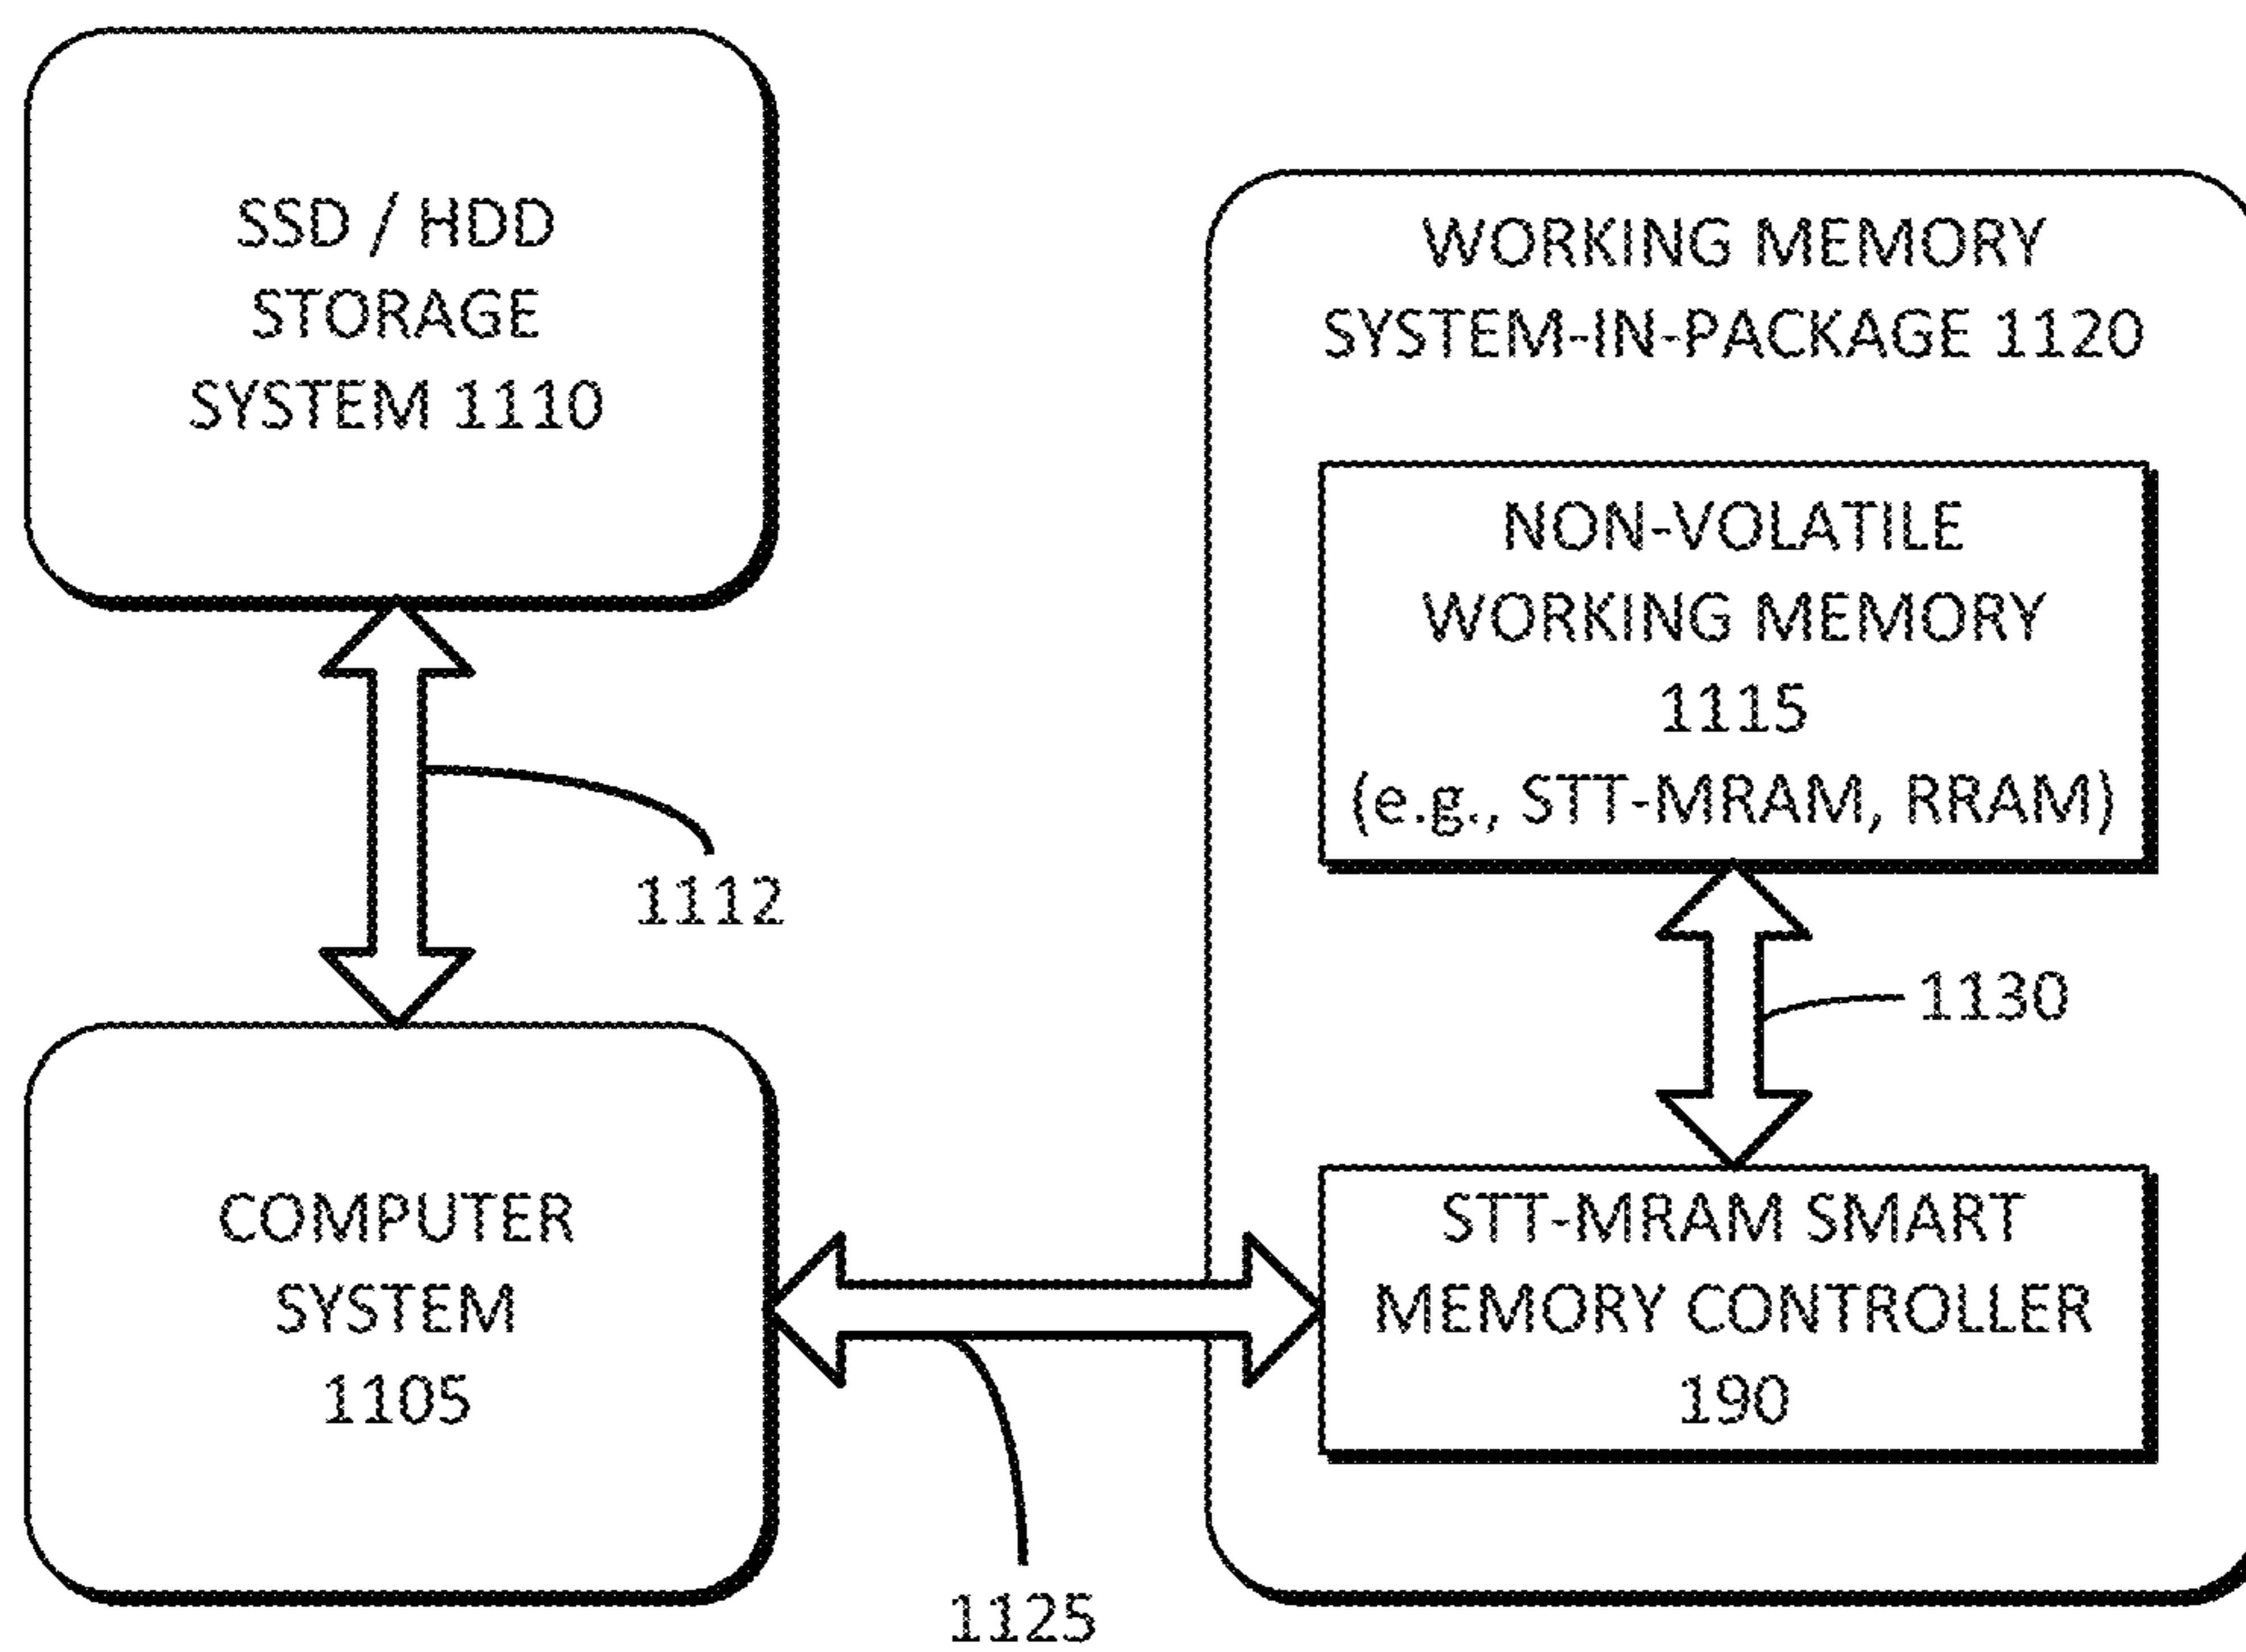 SSD / HDD
STORAGE
SYSTEM 1110
1112
COMPUTER
SYSTEM
1105
1125
WORKING MEMORY
SYSTEM-IN-PACKAGE 1120
NON-VOLATILE
WORKING MEMORY
1115
(e.g., STT-MRAM, RRAM)
1130
STT-MRAM SMART
MEMORY CONTROLLER
190